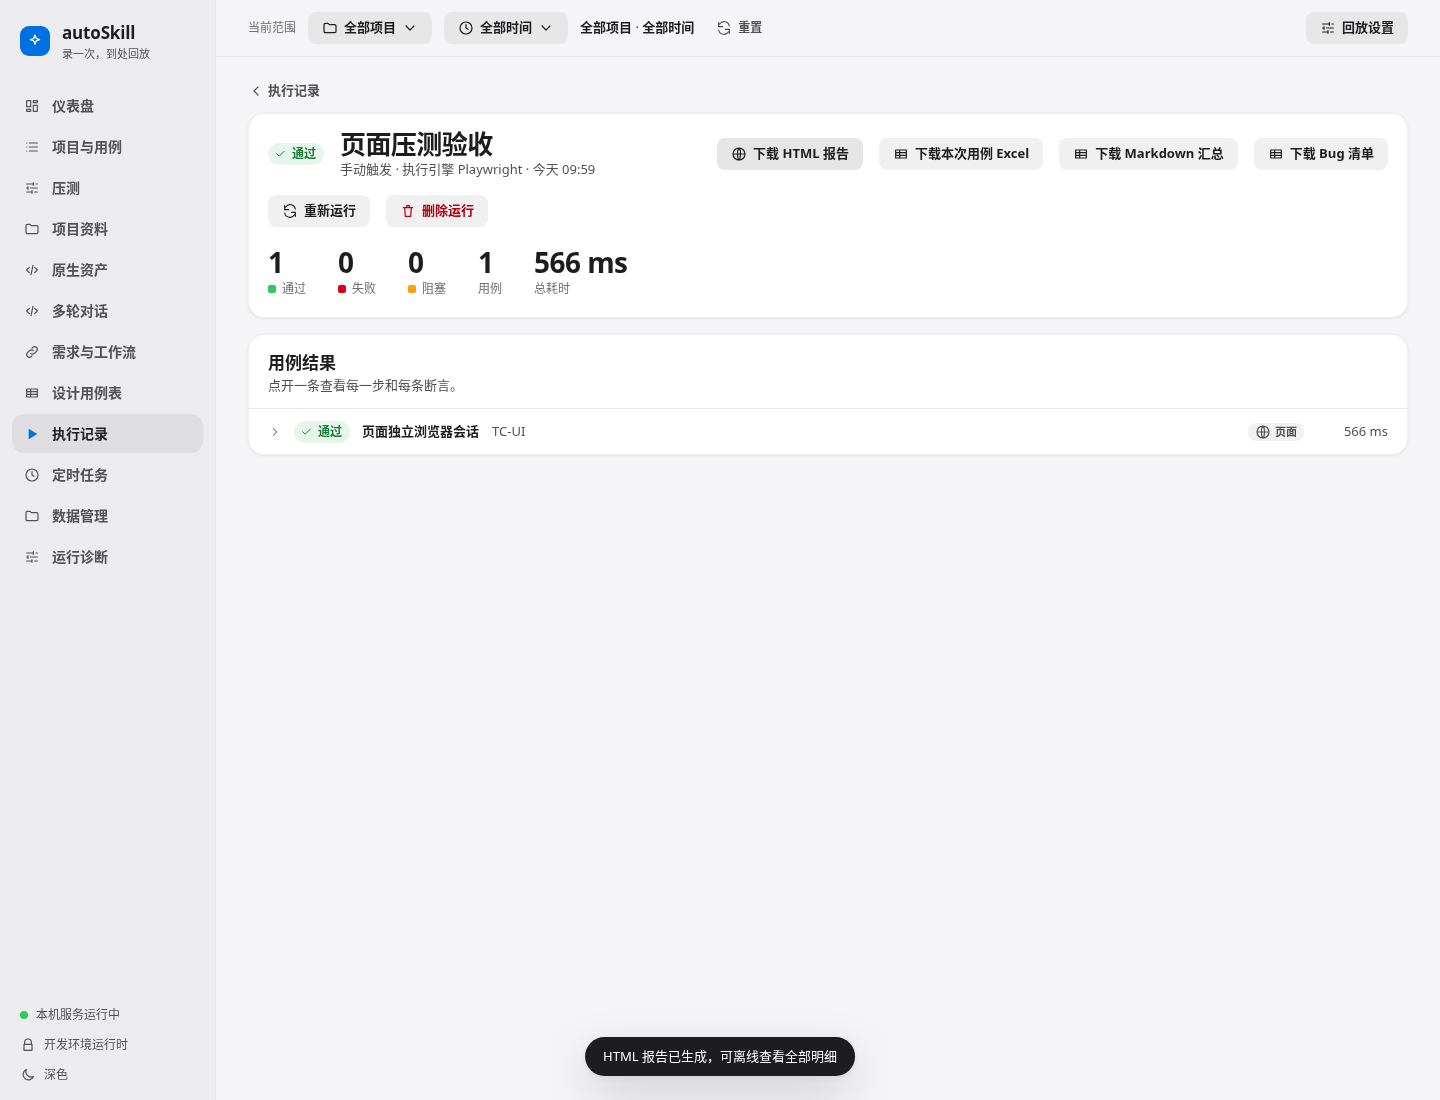 autoSkill
录一次，到处回放
仪表盘
项目与用例
压测
项目资料
原生资产
多轮对话
需求与工作流
设计用例表
执行记录
定时任务
数据管理
运行诊断
本机服务运行中
开发环境运行时
深色
当前范围 全部项目 全部时间 全部项目 · 全部时间 重置 回放设置
执行记录
通过 页面压测验收
手动触发 · 执行引擎 Playwright · 今天 09:59
下载 HTML 报告 下载本次用例 Excel 下载 Markdown 汇总 下载 Bug 清单
重新运行 删除运行
1 0 0 1 566 ms
通过 失败 阻塞 用例 总耗时
用例结果
点开一条查看每一步和每条断言。
通过 页面独立浏览器会话 TC-UI 页面 566 ms
HTML 报告已生成，可离线查看全部明细